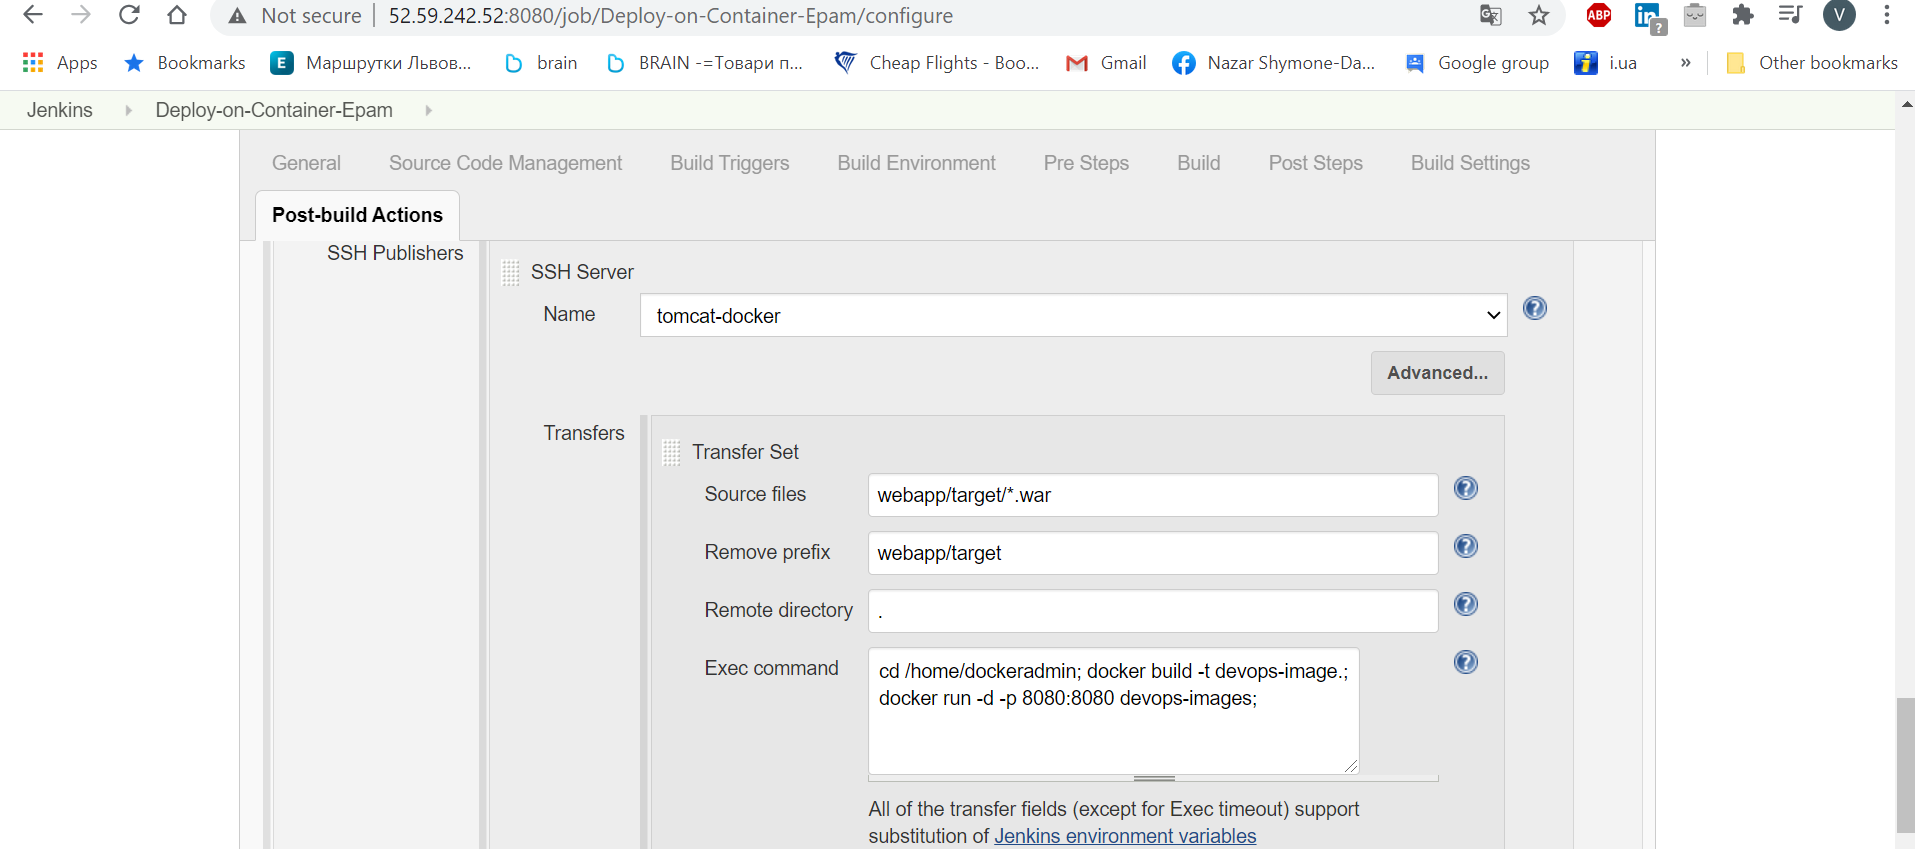 Not secure | 52.59.242.52:8080/job/Deploy-on-Container-Epam/configure ABP in ? V
Apps Bookmarks E Маршрутки Львов... brain BRAIN -=Товари п... Cheap Flights - Boo... Gmail Nazar Shymone-Da... Google group i.ua » Other bookmarks
Jenkins Deploy-on-Container-Epam
General Source Code Management Build Triggers Build Environment Pre Steps Build Post Steps Build Settings
Post-build Actions
SSH Publishers
SSH Server
Name tomcat-docker ?
Advanced...
Transfers
Transfer Set
Source files webapp/target/*.war ?
Remove prefix webapp/target ?
Remote directory . ?
Exec command cd /home/dockeradmin; docker build -t devops-image.; ?
docker run -d -p 8080:8080 devops-images;
All of the transfer fields (except for Exec timeout) support
substitution of Jenkins environment variables